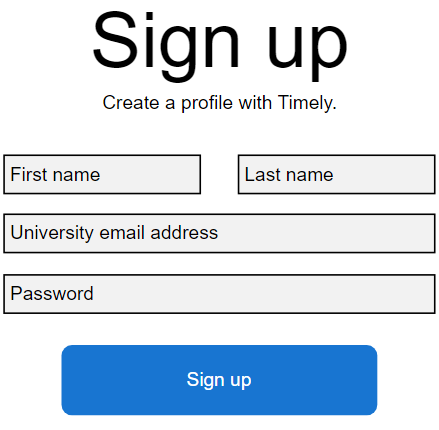 Sign up
Create a profile with Timely.
First name
Last name
University email address
Password
Sign up